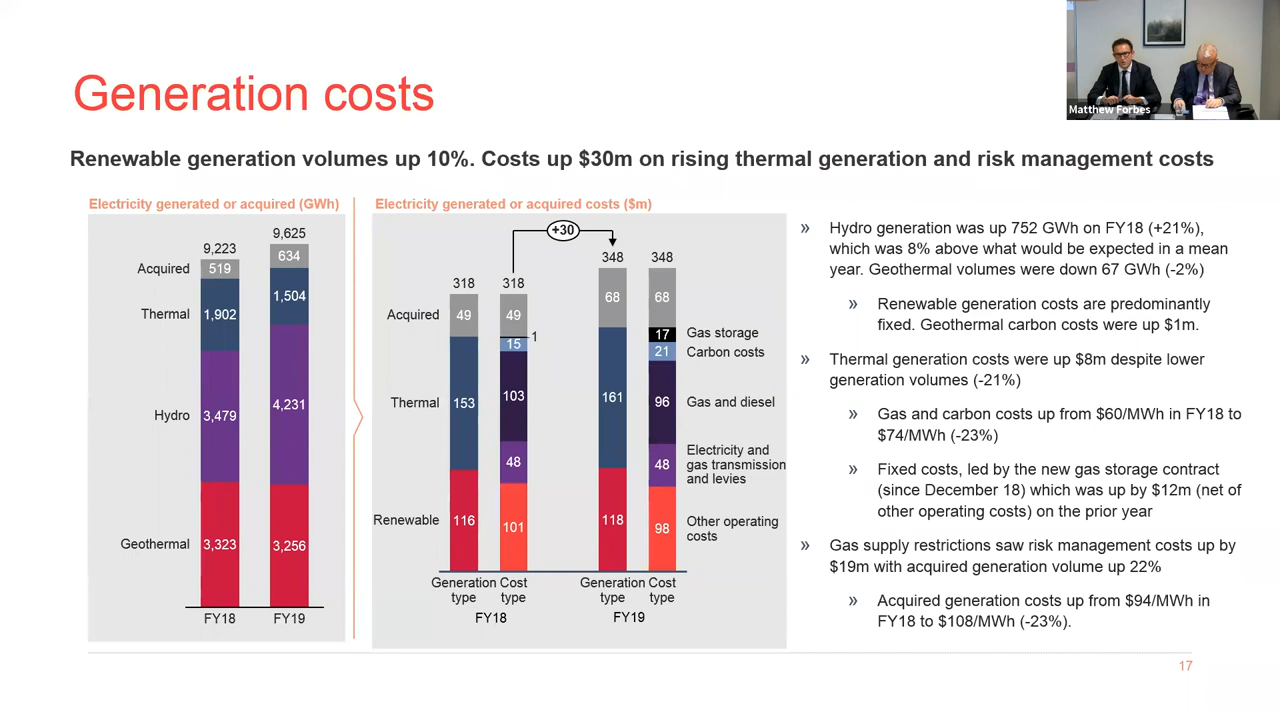 Matthew Forbes
Generation costs
Renewable generation volumes up 10%. Costs up $30m on rising thermal generation and risk management costs
Electricity generated or acquired (GWh)
9,223
9,625
Acquired
519
634
Thermal
1,902
1,504
Hydro
3,479
4,231
Geothermal
3,323
3,256
FY18
FY19
Electricity generated or acquired costs ($m)
+30
318
318
348
348
Acquired
49
49
68
68
1
17
Gas storage
15
21
Carbon costs
Thermal
153
103
161
96
Gas and diesel
48
48
Electricity and
gas transmission
and levies
Renewable
116
101
118
98
Other operating
costs
Generation
type
Cost
type
Generation
type
Cost
type
FY18
FY19
» Hydro generation was up 752 GWh on FY18 (+21%),
which was 8% above what would be expected in a mean
year. Geothermal volumes were down 67 GWh (-2%)
» Renewable generation costs are predominantly
fixed. Geothermal carbon costs were up $1m.
» Thermal generation costs were up $8m despite lower
generation volumes (-21%)
» Gas and carbon costs up from $60/MWh in FY18 to
$74/MWh (-23%)
» Fixed costs, led by the new gas storage contract
(since December 18) which was up by $12m (net of
other operating costs) on the prior year
» Gas supply restrictions saw risk management costs up by
$19m with acquired generation volume up 22%
» Acquired generation costs up from $94/MWh in
FY18 to $108/MWh (-23%).
17